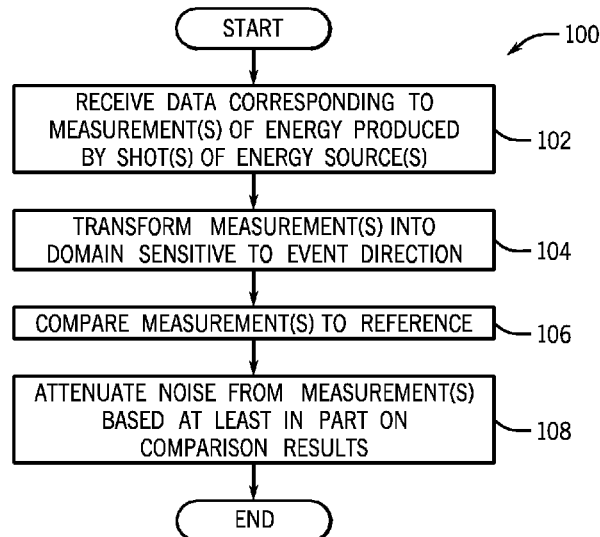 START
100
RECEIVE DATA CORRESPONDING TO
MEASUREMENT(S) OF ENERGY PRODUCED
BY SHOT(S) OF ENERGY SOURCE(S)
102
TRANSFORM MEASUREMENT(S) INTO
DOMAIN SENSITIVE TO EVENT DIRECTION
104
COMPARE MEASUREMENT(S) TO REFERENCE
106
ATTENUATE NOISE FROM MEASUREMENT(S)
BASED AT LEAST IN PART ON
COMPARISON RESULTS
108
END